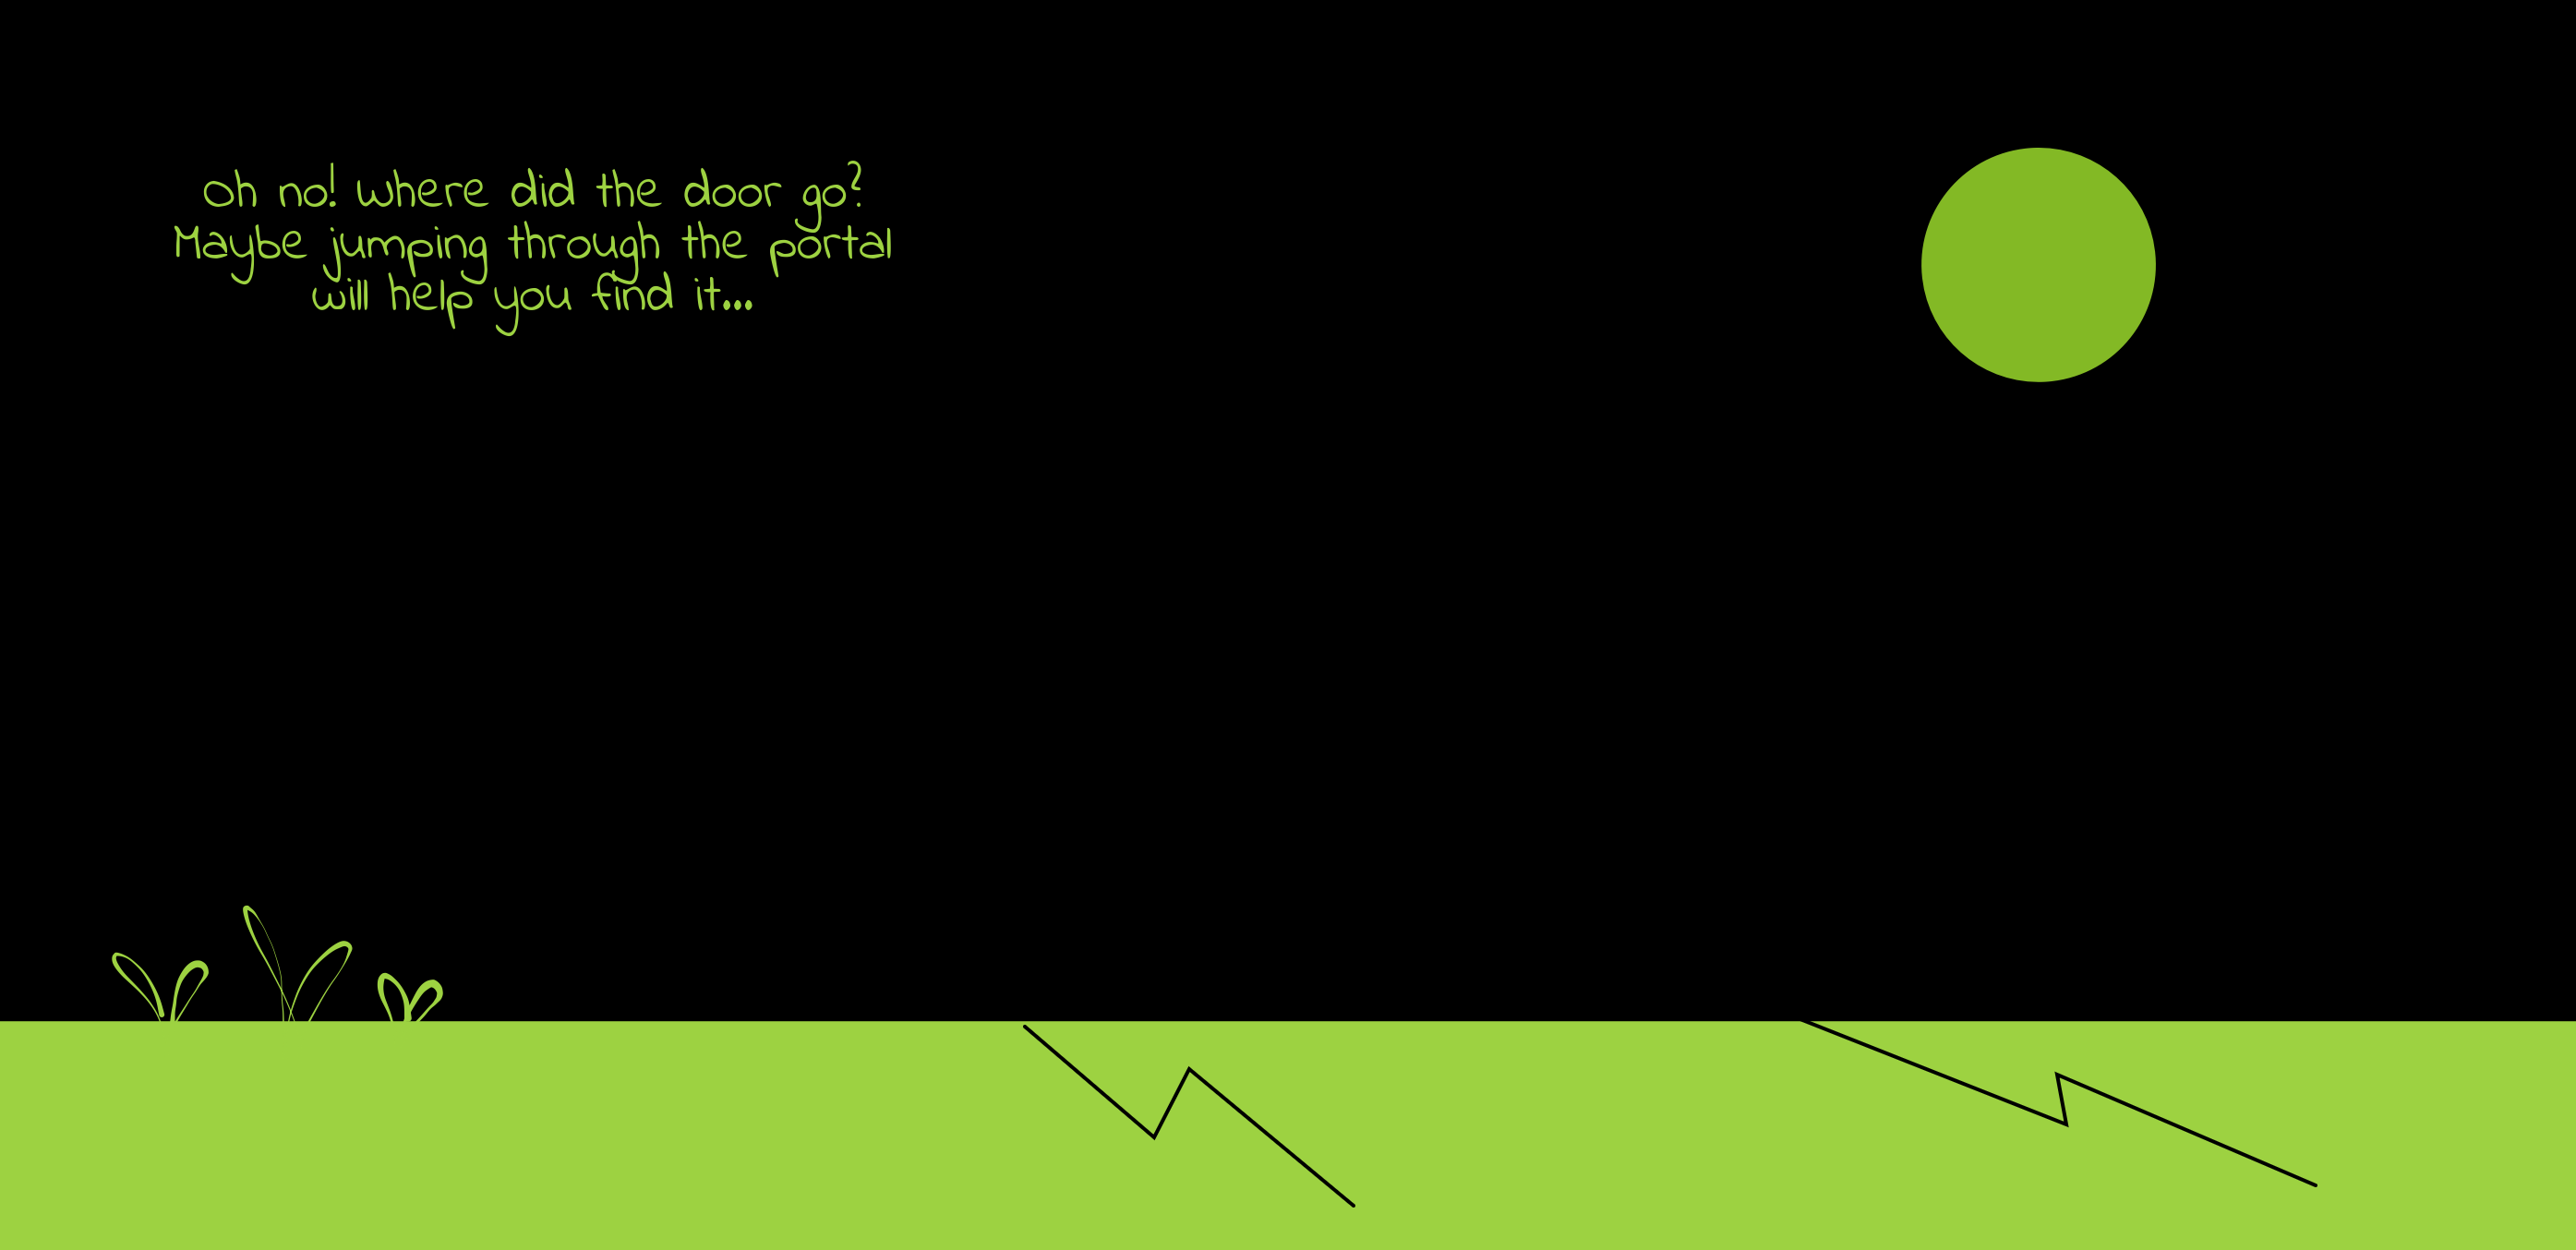 Oh no! Where did the door go?
Maybe jumping through the portal
will help you find it...